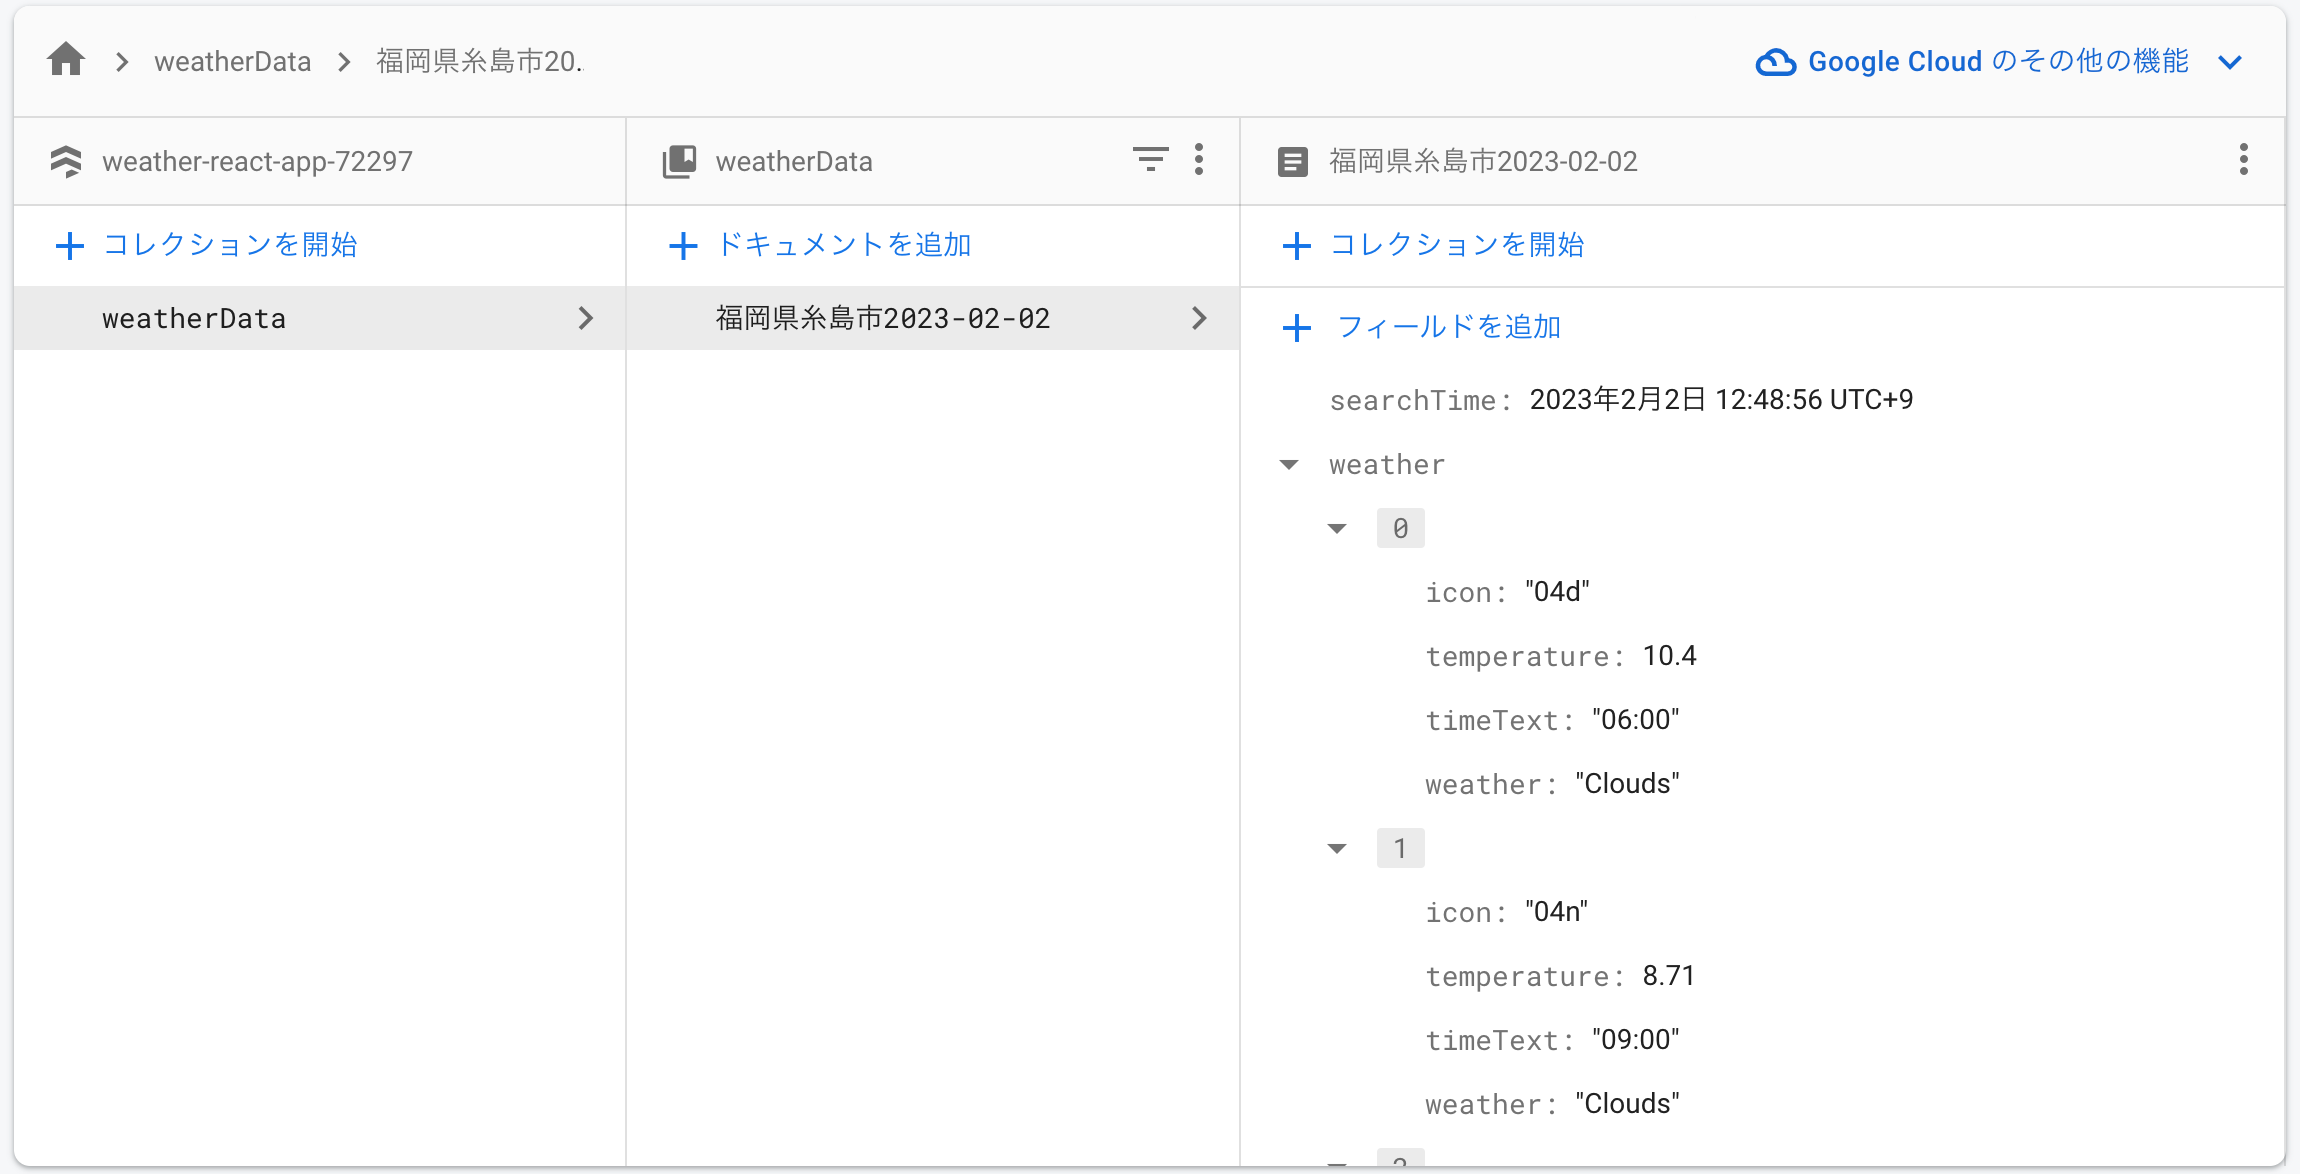 weatherData
福岡県糸島市20.
Google Cloud のその他の機能
weather-react-app-72297
コレクションを開始
weatherData
weatherData
ドキュメントを追加
福岡県糸島市2023-02-02
福岡県糸島市2023-02-02
コレクションを開始
フィールドを追加
searchTime: 2023年2月2日 12:48:56 UTC+9
weather
0
icon: "04d"
temperature: 10.4
timeText: "06:00"
weather: "Clouds"
1
icon: "04n"
temperature: 8.71
timeText: "09:00"
weather: "Clouds"